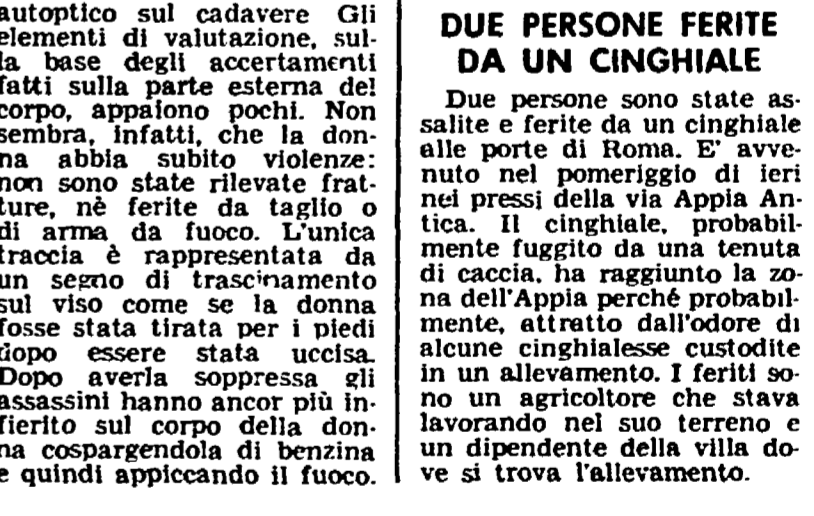 autoptico sul cadavere Gli
elementi di valutazione, sul-
la base degli accertamenti
fatti sulla parte esterna del
corpo, appaiono pochi. Non
sembra, infatti, che la don-
na abbia subito violenze:
non sono state rilevate frat-
ture, nè ferite da taglio o
di arma da fuoco. L'unica
traccia è rappresentata da
un segno di trascinamento
sul viso come se la donna
fosse stata tirata per i piedi
dopo essere stata uccisa.
Dopo averla soppressa gli
assassini hanno ancor più in-
fierito sul corpo della don-
na cospargendola di benzina
e quindi appiccando il fuoco.
DUE PERSONE FERITE
DA UN CINGHIALE
Due persone sono state as-
salite e ferite da un cinghiale
alle porte di Roma. E' avve-
nuto nel pomeriggio di ieri
nei pressi della via Appia An-
tica. Il cinghiale, probabil-
mente fuggito da una tenuta
di caccia, ha raggiunto la zo-
na dell'Appia perché probabil-
mente, attratto dall'odore di
alcune cinghialesse custodite
in un allevamento. I feriti so-
no un agricoltore che stava
lavorando nel suo terreno e
un dipendente della villa do-
ve si trova l'allevamento.